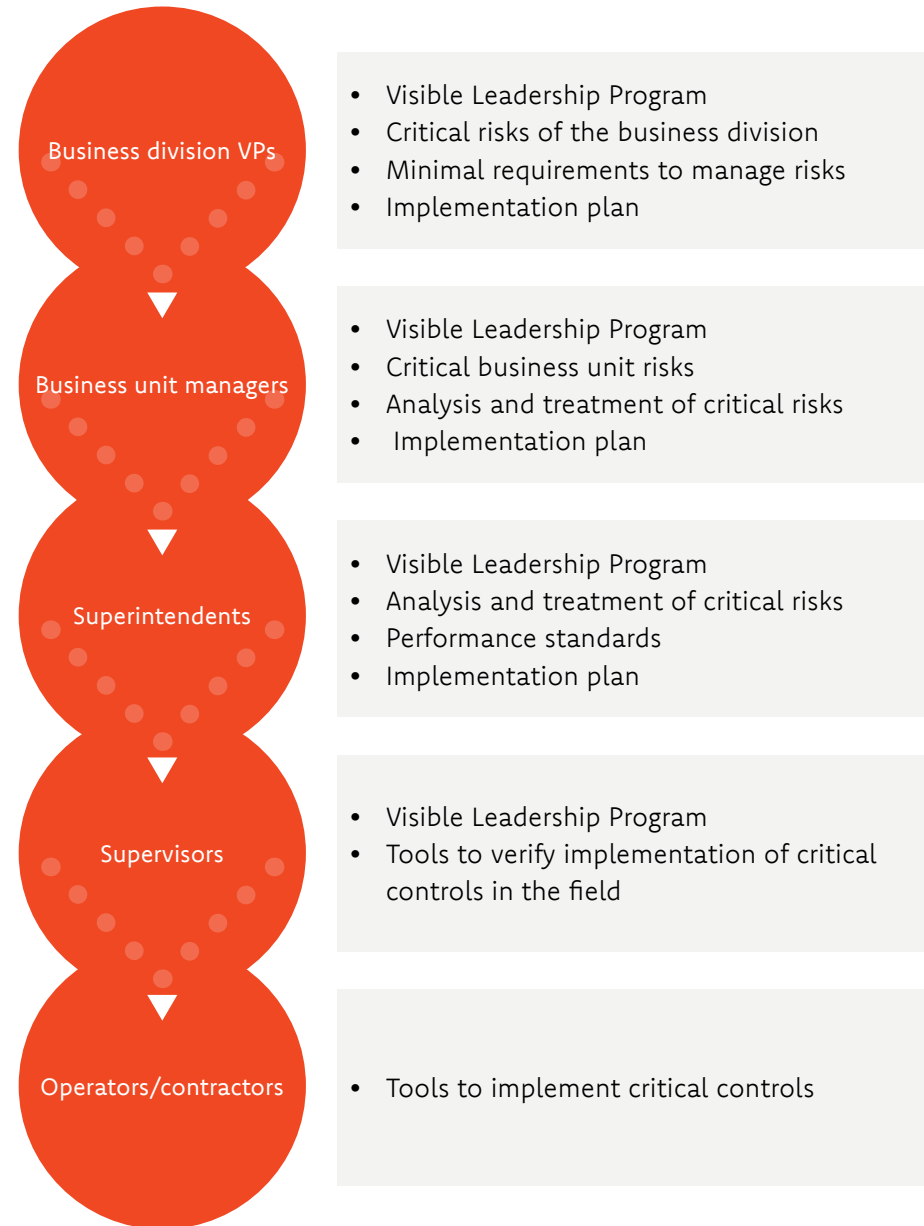 Business division VPs
• Visible Leadership Program
• Critical risks of the business division
• Minimal requirements to manage risks
• Implementation plan
Business unit managers
• Visible Leadership Program
• Critical business unit risks
• Analysis and treatment of critical risks
• Implementation plan
Superintendents
• Visible Leadership Program
• Analysis and treatment of critical risks
• Performance standards
• Implementation plan
Supervisors
• Visible Leadership Program
• Tools to verify implementation of critical
controls in the field
Operators/contractors
• Tools to implement critical controls